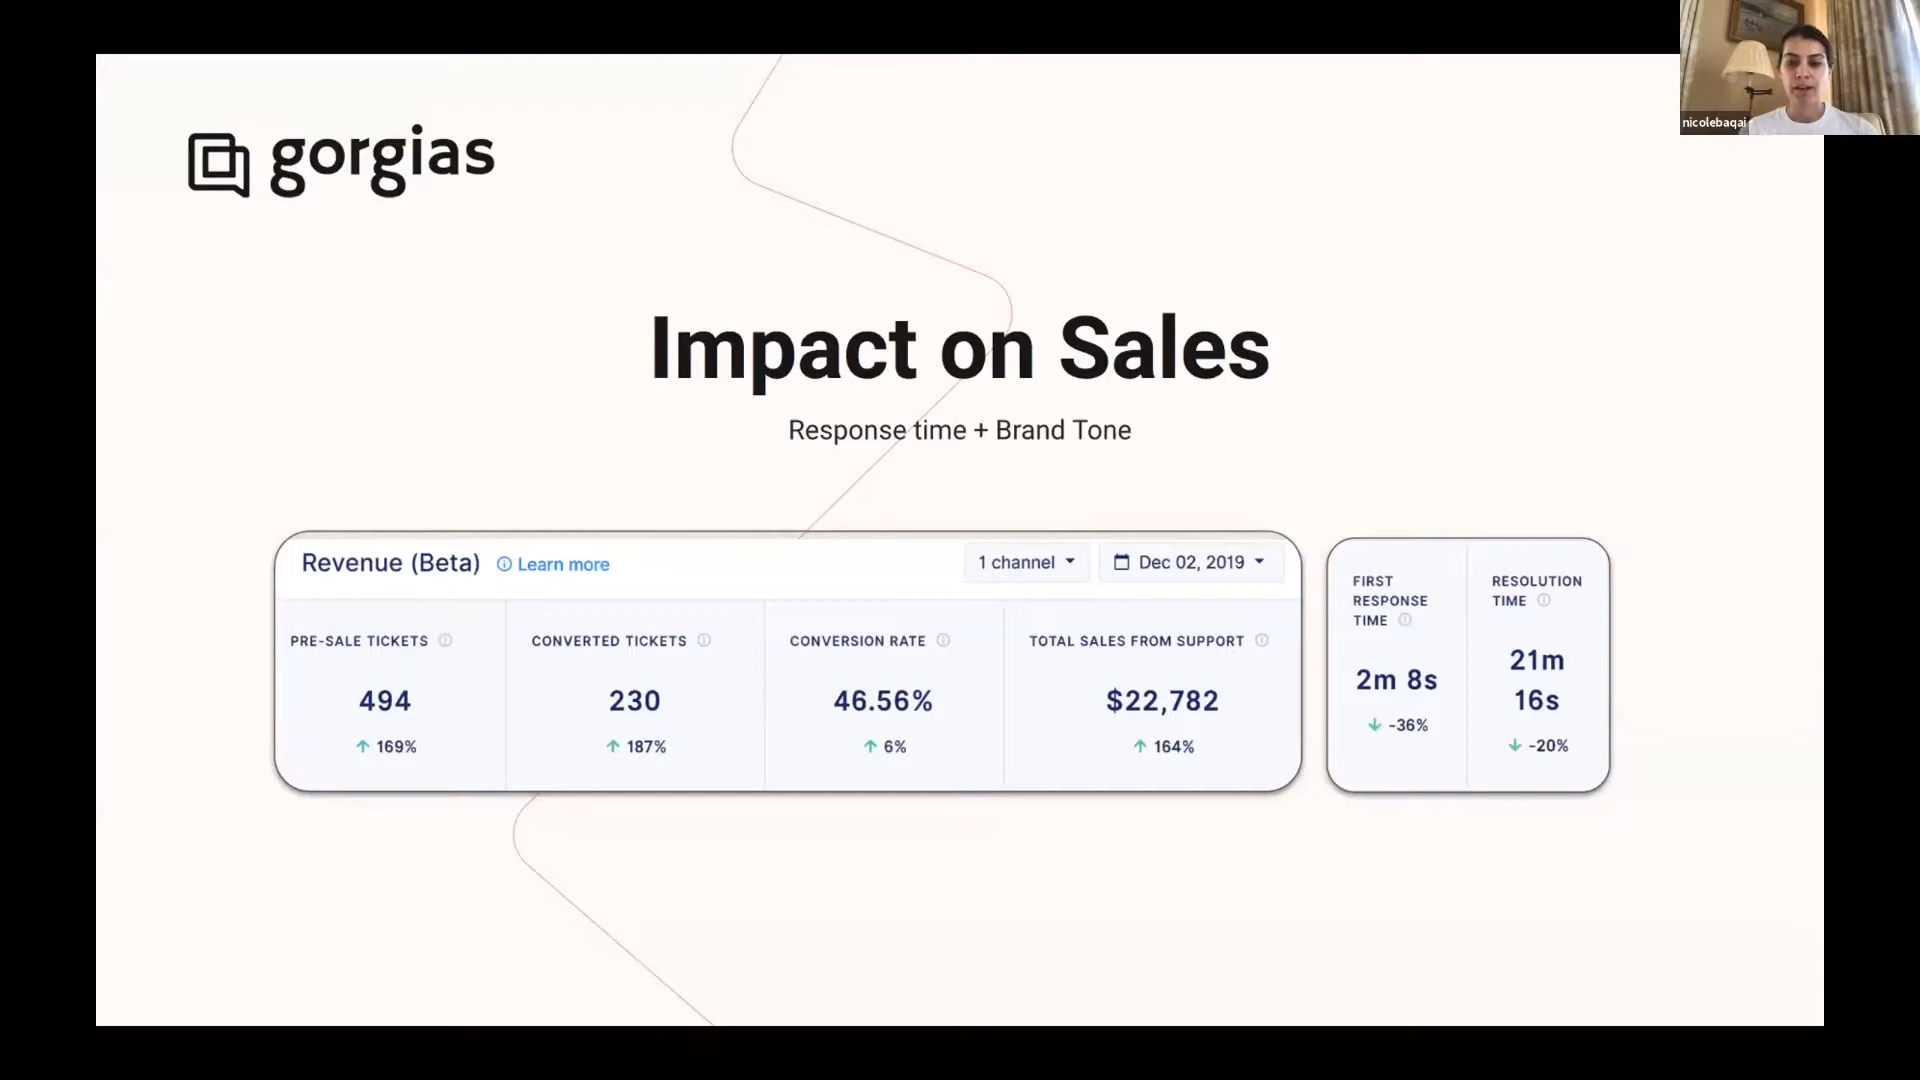 nicolebaqai
gorgias
Impact on Sales
Response time + Brand Tone
Revenue (Beta) Learn more 1 channel Dec 02, 2019
PRE-SALE TICKETS CONVERTED TICKETS CONVERSION RATE TOTAL SALES FROM SUPPORT
494 230 46.56% $22,782
169% 187% 6% 164%
FIRST
RESPONSE
TIME
2m 8s
-36%
RESOLUTION
TIME
21m
16s
-20%